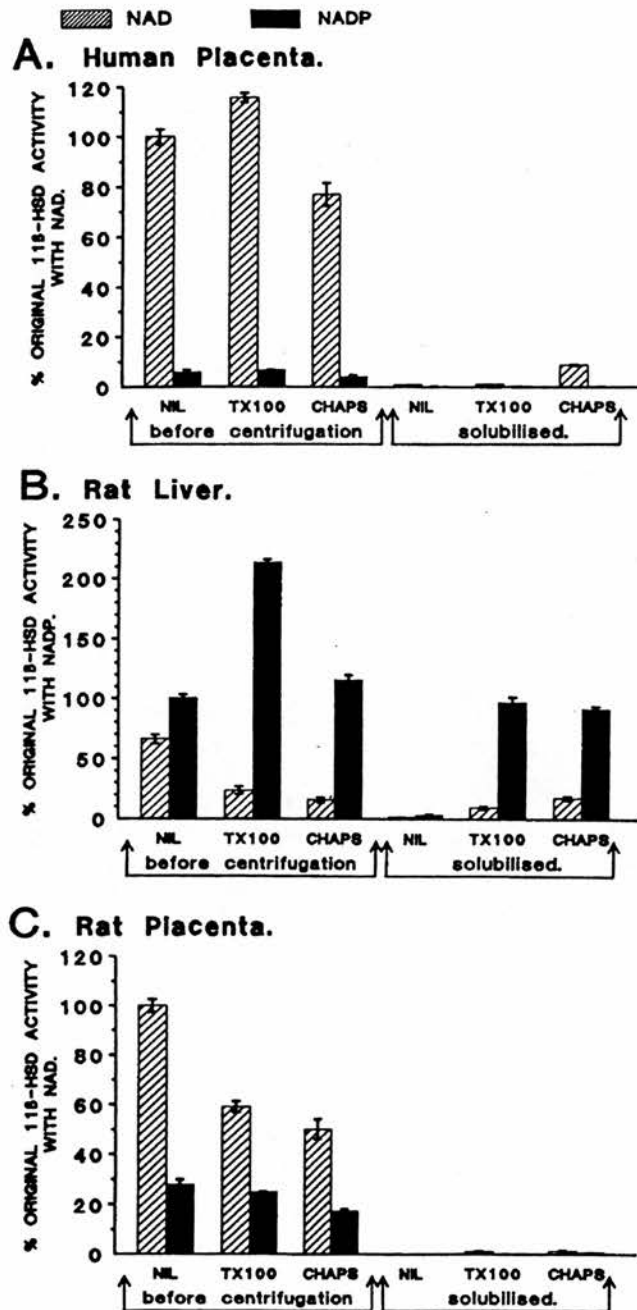 NAD NADP
A. Human Placenta.
% ORIGINAL 11ß-HSD ACTIVITY
WITH NAD.
120
100
80
60
40
20
0
NIL TX100 CHAPS NIL TX100 CHAPS
before centrifugation solubilised.
B. Rat Liver.
% ORIGINAL 11ß-HSD ACTIVITY
WITH NADP.
250
200
150
100
50
0
NIL TX100 CHAPS NIL TX100 CHAPS
before centrifugation solubilised.
C. Rat Placenta.
% ORIGINAL 11ß-HSD ACTIVITY
WITH NAD.
120
100
80
60
40
20
0
NIL TX100 CHAPS NIL TX100 CHAPS
before centrifugation solubilised.